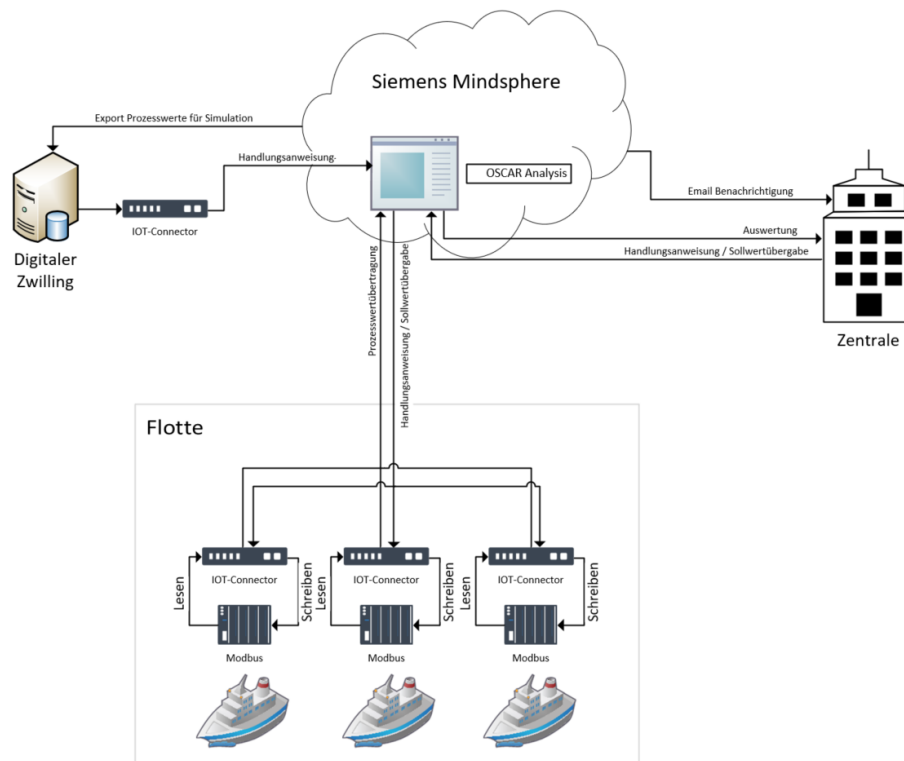 Siemens Mindsphere
Export Prozesswerte für Simulation
Handlungsanweisung.
OSCAR Analysis
Email Benachrichtigung
IOT-Connector
Auswertung
Handlungsanweisung / Sollwertübergabe
Digitaler
Zwilling
Prozesswertübertragung
Handlungsanweisung / Sollwertübergabe
Zentrale
Flotte
IOT-Connector
IOT-Connector
IOT-Connector
Lesen
Schreiben
Lesen
Schreiben
Lesen
Schreiben
Modbus
Modbus
Modbus